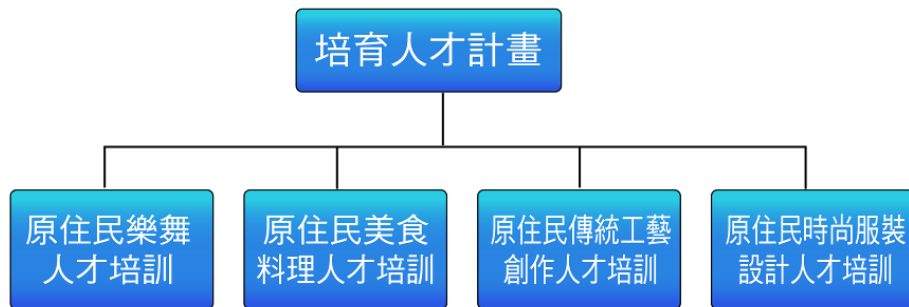 培育人才計畫
原住民樂舞
人才培訓
原住民美食
料理人才培訓
原住民傳統工藝
創作人才培訓
原住民時尚服裝
設計人才培訓